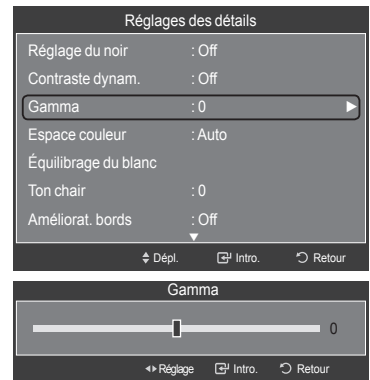 Réglages des détails
Réglage du noir : Off
Contraste dynam. : Off
Gamma : 0
Espace couleur : Auto
Équilibrage du blanc
Ton chair : 0
Améliorat. bords : Off
Dépl. Intro. Retour
Gamma
0
Réglage Intro. Retour